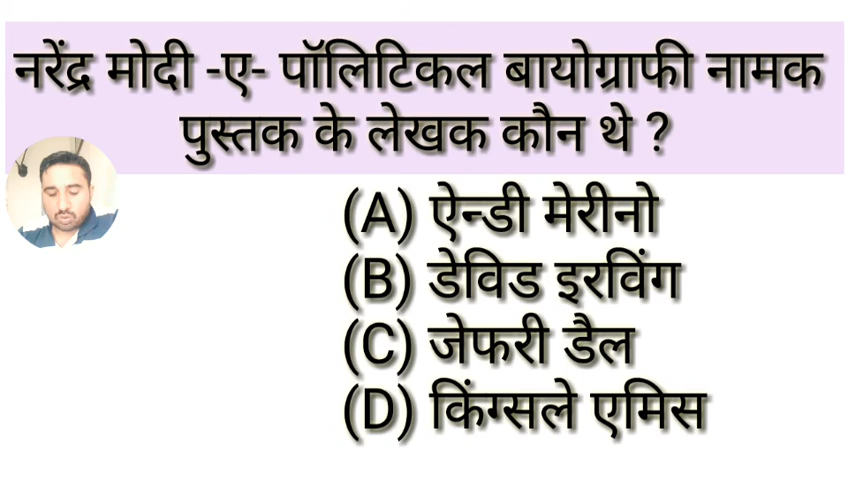 नरेंद्र मोदी -ए- पॉलिटिकल बायोग्राफी नामक
पुस्तक के लेखक कौन थे ?
(A) ऐन्डी मेरीनो
(B) डेविड इरविंग
(C) जेफरी डैल
(D) किंग्सले एमिस